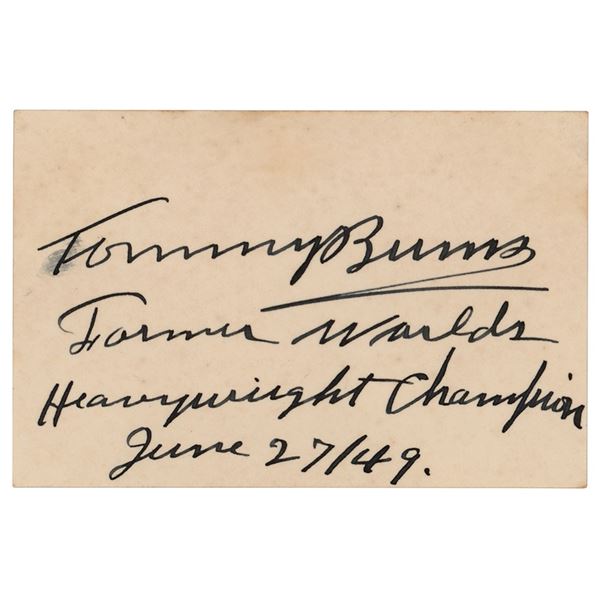 Tommy Burns
Former Worlds
Heavyweight Champion
June 27/49.